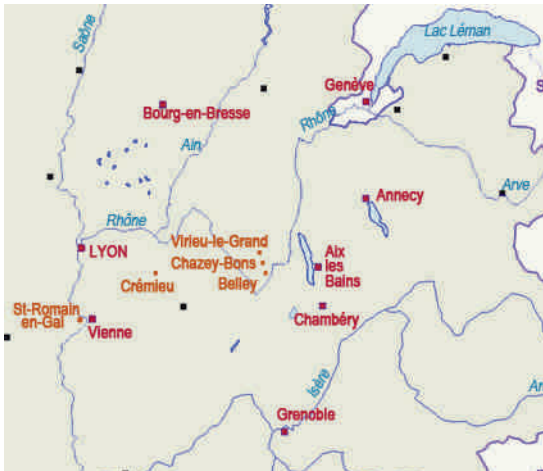 Lac Léman
Saône
Genève
Bourg-en-Bresse
Rhône
Ain
Arve
Annecy
Rhône
Virieu-le-Grand
LYON
Chazey-Bons
Aix
les
Bains
Crémieu
Belley
St-Romain
en-Gal
Vienne
Chambéry
Isère
Grenoble